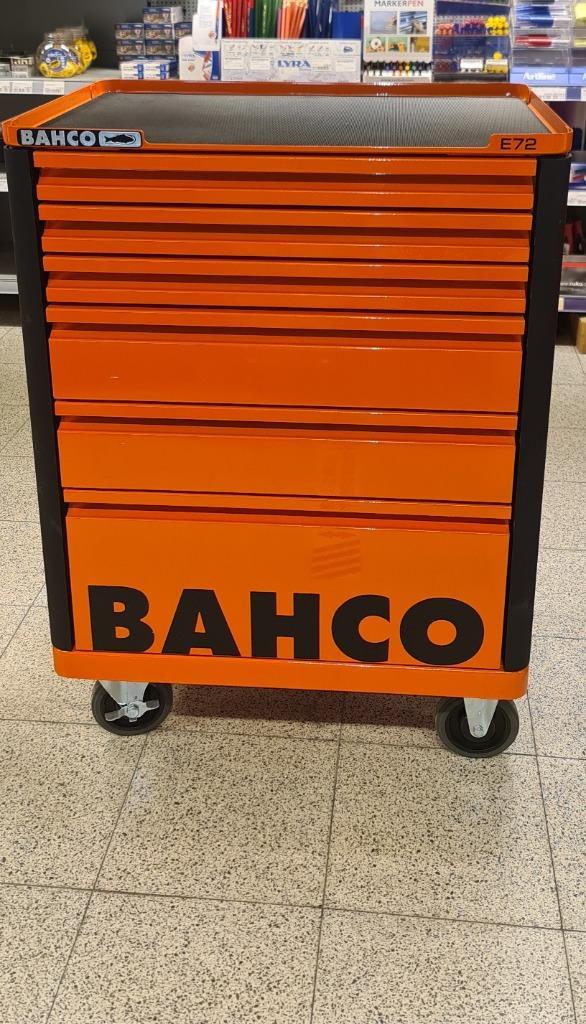 MARKERPEN
LYRA
Artline
BAHCO
E72
BAHCO